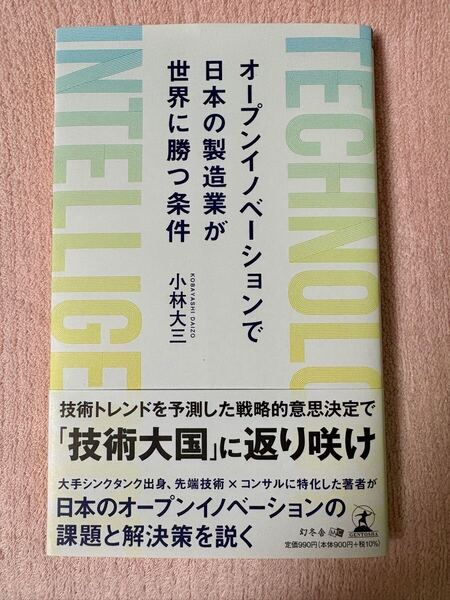 TECHNOLO
INTELLIGE
オープンイノベーションで
日本の製造業が
世界に勝つ条件
小林大三
KOBAYASHI DAIZO
技術トレンドを予測した戦略的意思決定で
「技術大国」に返り咲け
大手シンクタンク出身、先端技術×コンサルに特化した著者が
日本のオープンイノベーションの
課題と解決策を説く
幻冬舎MC
GENTOSHA
定価990円(本体900円+税10%)